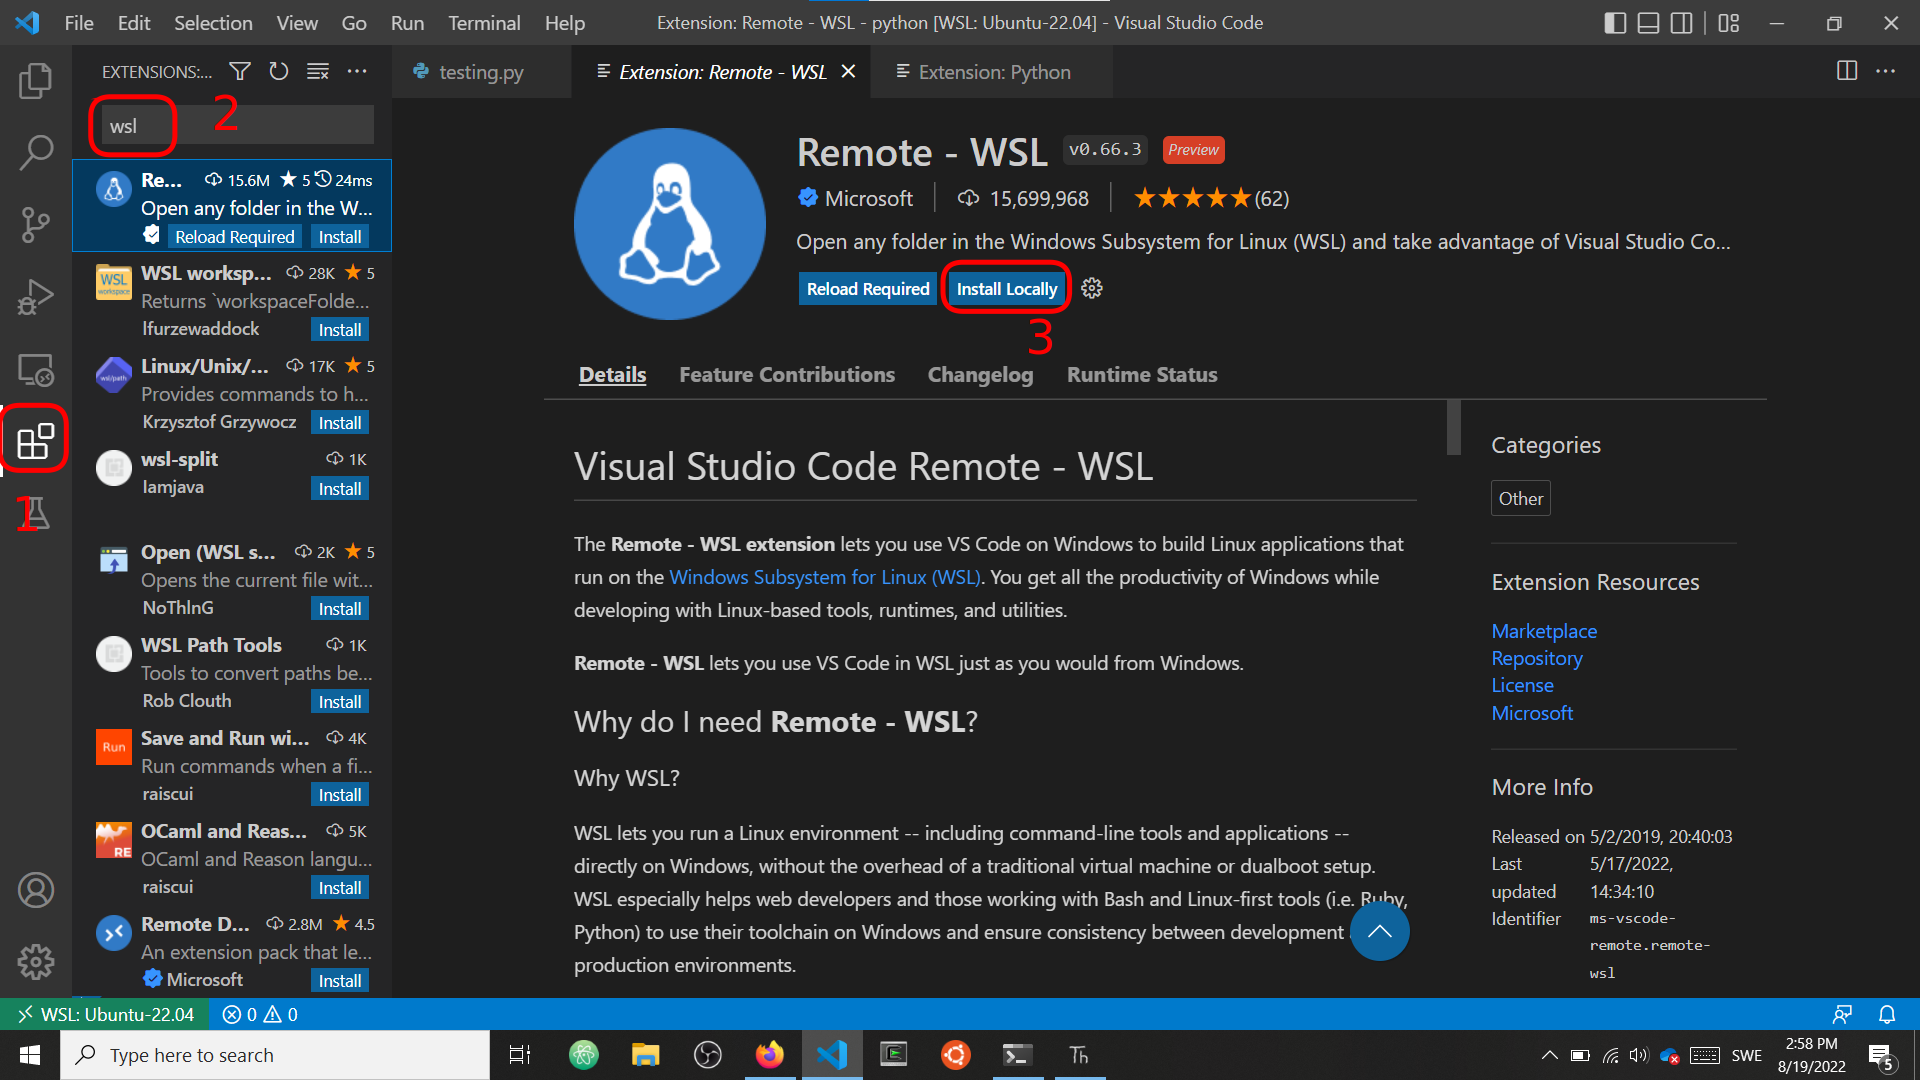 File Edit Selection View Go Run Terminal Help
Extension: Remote - WSL - python [WSL: Ubuntu-22.04] - Visual Studio Code
EXTENSIONS:...
wsl
2
Re... 15.6M 5 24ms
Open any folder in the W...
Reload Required Install
WSL worksp... 28K 5
WSL
workspace
Returns `workspaceFolde...
lfurzewaddock Install
Linux/Unix/... 17K 5
wsl/path
Provides commands to h...
Krzysztof Grzywocz Install
wsl-split 1K
lamjava Install
1
Open (WSL s... 2K 5
Opens the current file wit...
NoThlnG Install
WSL Path Tools 1K
Tools to convert paths be...
Rob Clouth Install
Save and Run wi... 4K
Run
Run commands when a fi...
raiscui Install
OCaml and Reas... 5K
RE
OCaml and Reason langu...
raiscui Install
Remote D... 2.8M 4.5
An extension pack that le...
Microsoft Install
testing.py
Extension: Remote - WSL
Extension: Python
Remote - WSL v0.66.3 Preview
Microsoft 15,699,968 (62)
Open any folder in the Windows Subsystem for Linux (WSL) and take advantage of Visual Studio Co...
Reload Required Install Locally
3
Details Feature Contributions Changelog Runtime Status
Visual Studio Code Remote - WSL
The Remote - WSL extension lets you use VS Code on Windows to build Linux applications that
run on the Windows Subsystem for Linux (WSL). You get all the productivity of Windows while
developing with Linux-based tools, runtimes, and utilities.
Remote - WSL lets you use VS Code in WSL just as you would from Windows.
Why do I need Remote - WSL?
Why WSL?
WSL lets you run a Linux environment -- including command-line tools and applications --
directly on Windows, without the overhead of a traditional virtual machine or dualboot setup.
WSL especially helps web developers and those working with Bash and Linux-first tools (i.e. Ruby,
Python) to use their toolchain on Windows and ensure consistency between development
production environments.
Categories
Other
Extension Resources
Marketplace
Repository
License
Microsoft
More Info
Released on 5/2/2019, 20:40:03
Last 5/17/2022,
updated 14:34:10
Identifier ms-vscode-
remote.remote-
wsl
WSL: Ubuntu-22.04 0 0
Type here to search
Th
SWE
2:58 PM
8/19/2022
5